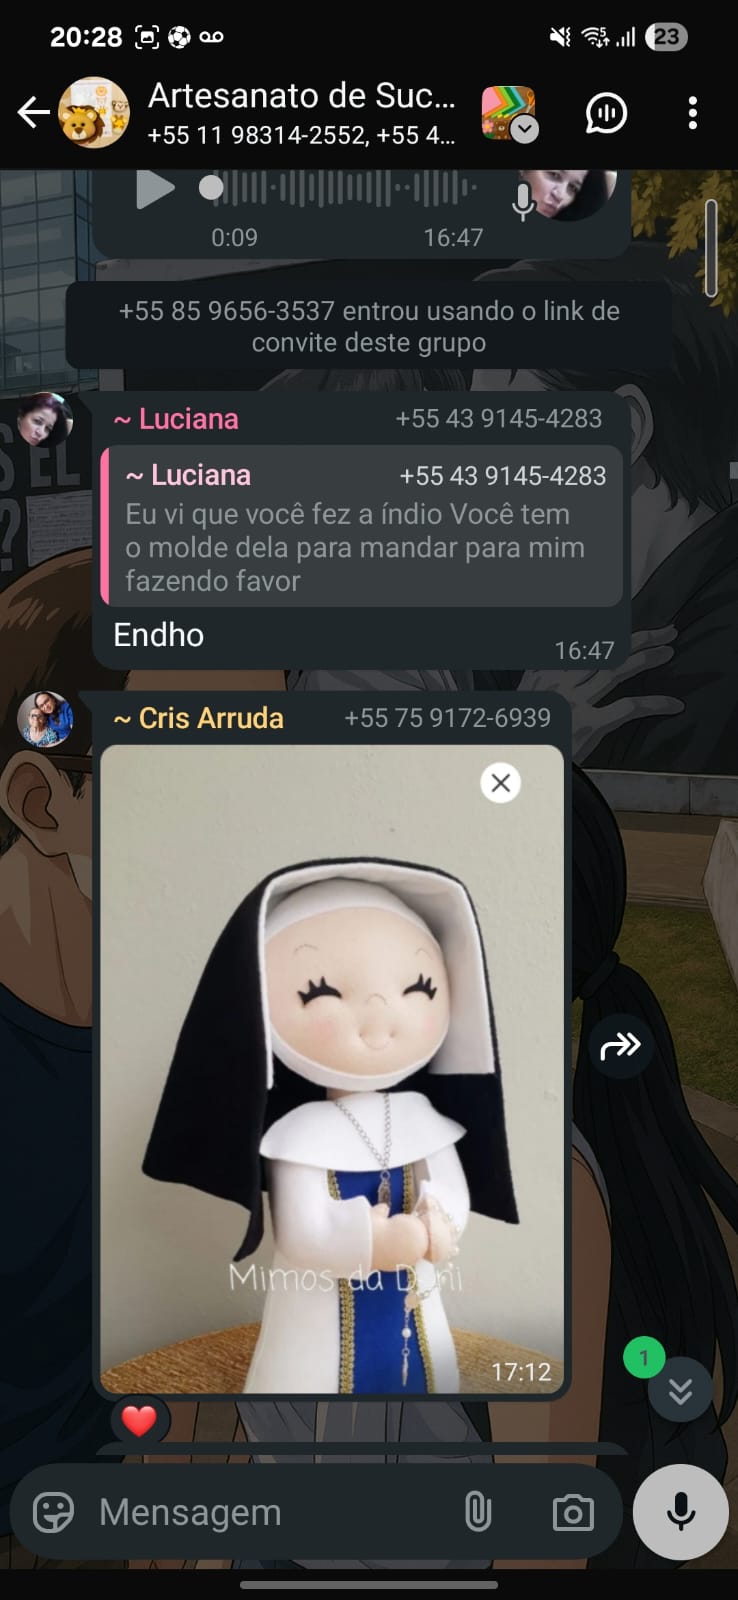 20:28
23
Artesanato de Suc...
+55 11 98314-2552, +55 4...
0:09
16:47
+55 85 9656-3537 entrou usando o link de
convite deste grupo
~ Luciana
+55 43 9145-4283
~ Luciana
+55 43 9145-4283
Eu vi que você fez a índio Você tem
o molde dela para mandar para mim
fazendo favor
Endho
16:47
~ Cris Arruda
+55 75 9172-6939
Mimos da Dani
17:12
1
Mensagem